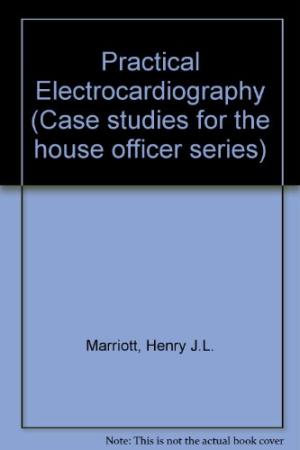 Practical
Electrocardiography
(Case studies for the
house officer series)
Marriott, Henry J.L.
Note: This is not the actual book cover